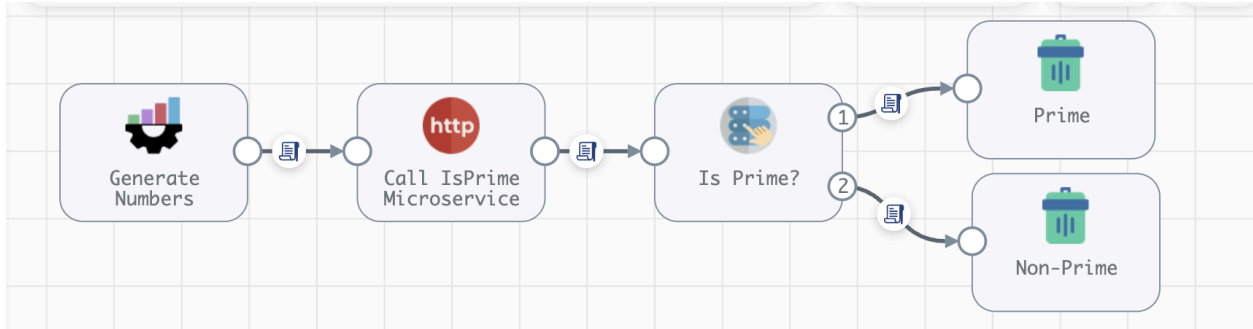 Generate
Numbers
http
Call IsPrime
Microservice
Is Prime?
1
2
Prime
Non-Prime